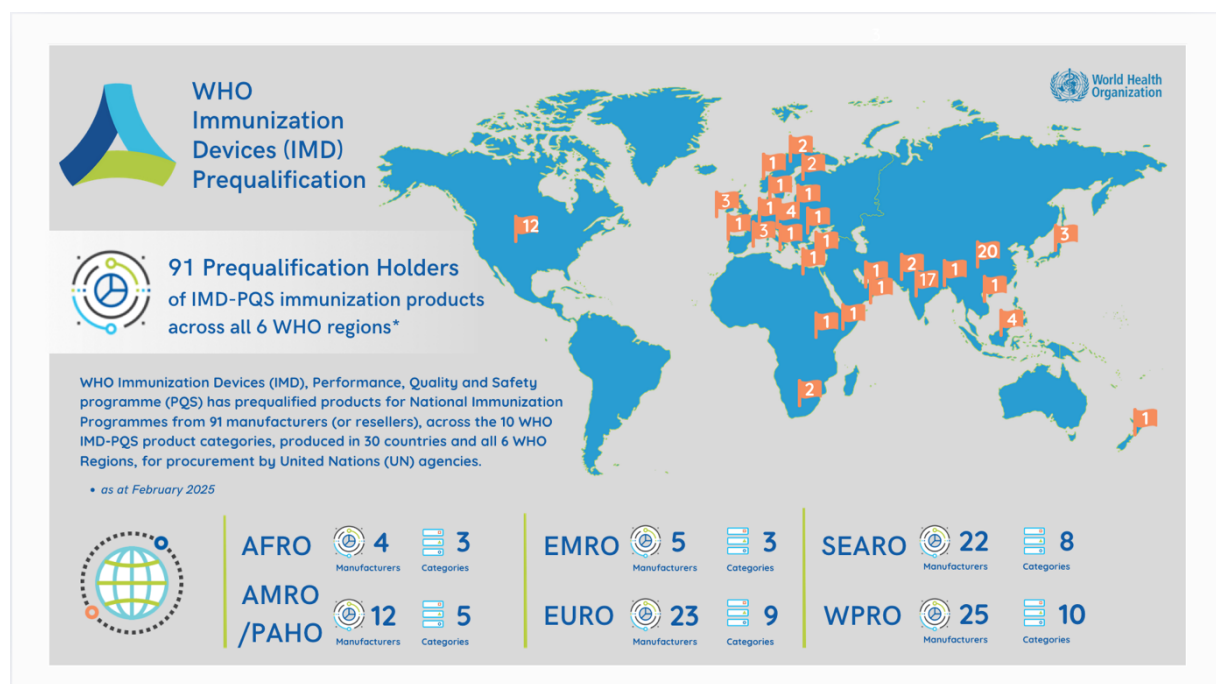 WHO
Immunization
Devices (IMD)
Prequalification
World Health
Organization
91 Prequalification Holders
of IMD-PQS immunization products
across all 6 WHO regions*
WHO Immunization Devices (IMD), Performance, Quality and Safety
programme (PQS) has prequalified products for National Immunization
Programmes from 91 manufacturers (or resellers), across the 10 WHO
IMD-PQS product categories, produced in 30 countries and all 6 WHO
Regions, for procurement by United Nations (UN) agencies.
• as at February 2025
2
1
2
1
1
3
1
4
1
1
3
1
1
1
12
1
2
17
1
1
20
1
3
1
1
4
2
1
AFRO 4 3
Manufacturers Categories
AMRO
/PAHO 12 5
Manufacturers Categories
EMRO 5 3
Manufacturers Categories
EURO 23 9
Manufacturers Categories
SEARO 22 8
Manufacturers Categories
WPRO 25 10
Manufacturers Categories